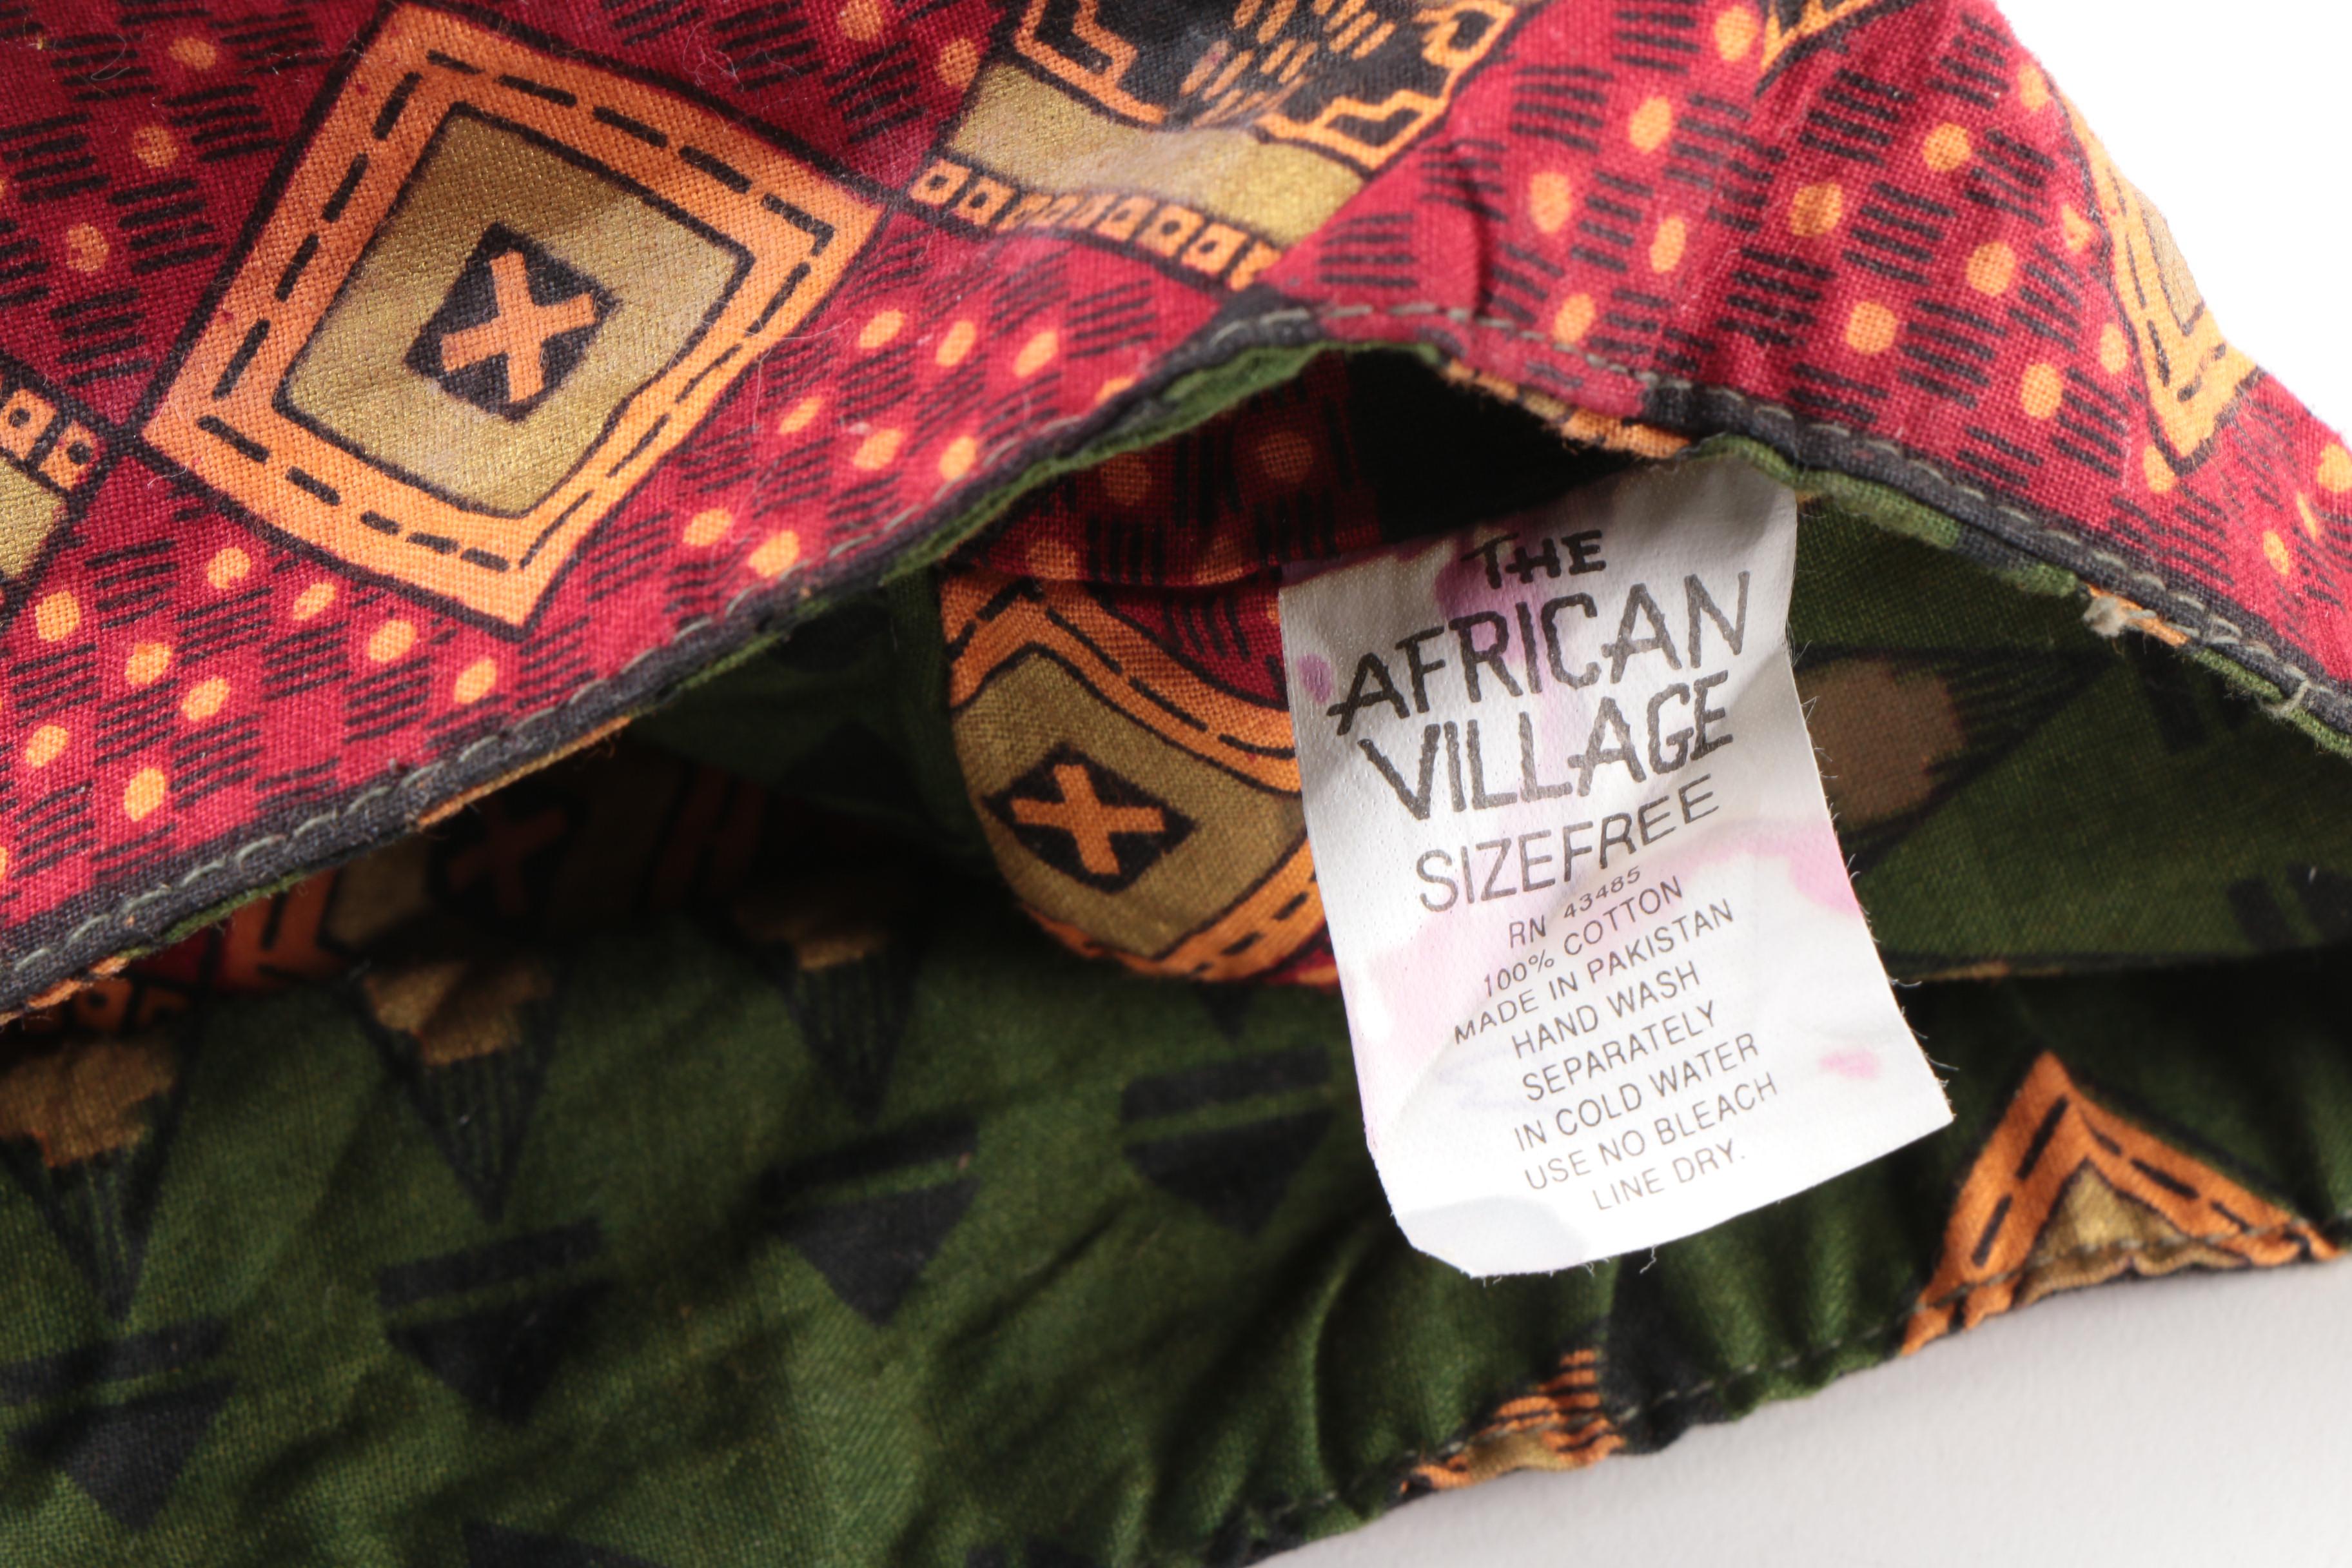 THE
AFRICAN
VILLAGE
SIZEFREE
RN 43485
100% COTTON
MADE IN PAKISTAN
HAND WASH
SEPARATELY
IN COLD WATER
USE NO BLEACH
LINE DRY.